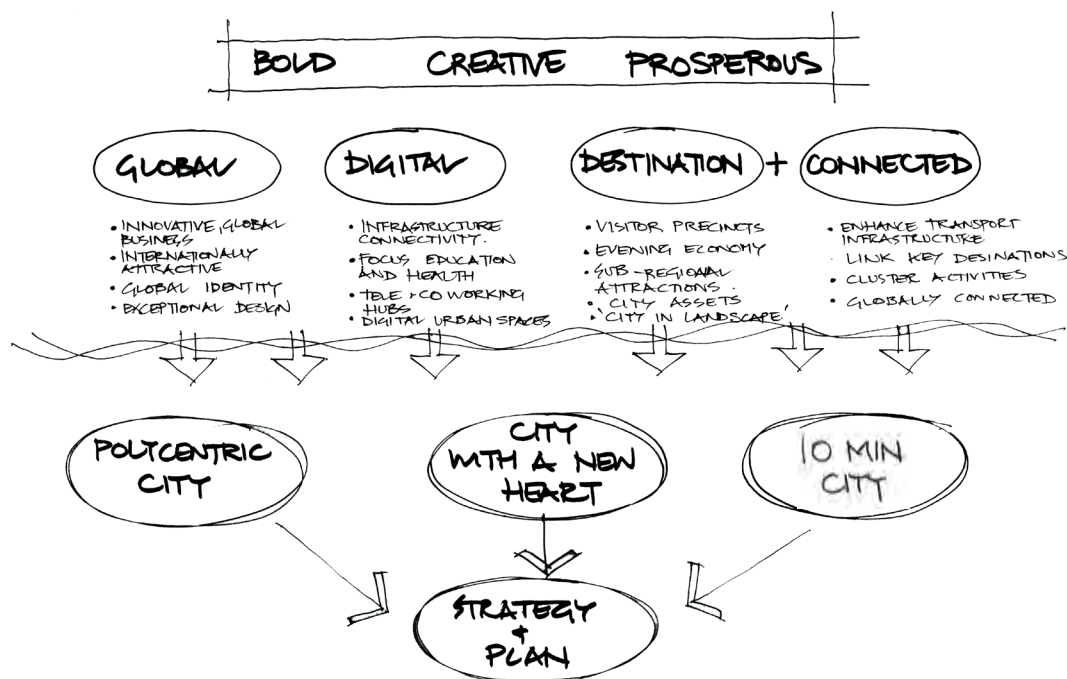 BOLD CREATIVE PROSPEROUS
GLOBAL
• INNOVATIVE, GLOBAL
BUSINESS
• INTERNATIONALLY
ATTRACTIVE
• GLOBAL IDENTITY
• EXCEPTIONAL DESIGN
DIGITAL
• INFRASTRUCTURE
CONNECTIVITY.
• FOCUS EDUCATION
AND HEALTH
• TELE + CO WORKING
HUBS
• DIGITAL URBAN SPACES
DESTINATION + CONNECTED
• VISITOR PRECINCTS
• EVENING ECONOMY
• SUB-REGIONAL
ATTRACTIONS.
• CITY ASSETS
• 'CITY IN LANDSCAPE'
• ENHANCE TRANSPORT
INFRASTRUCTURE
· LINK KEY DESINATIONS
• CLUSTER ACTIVITIES
• GLOBALLY CONNECTED
POLYCENTRIC
CITY
CITY
WITH A NEW
HEART
10 MIN
CITY
STRATEGY
+
PLAN